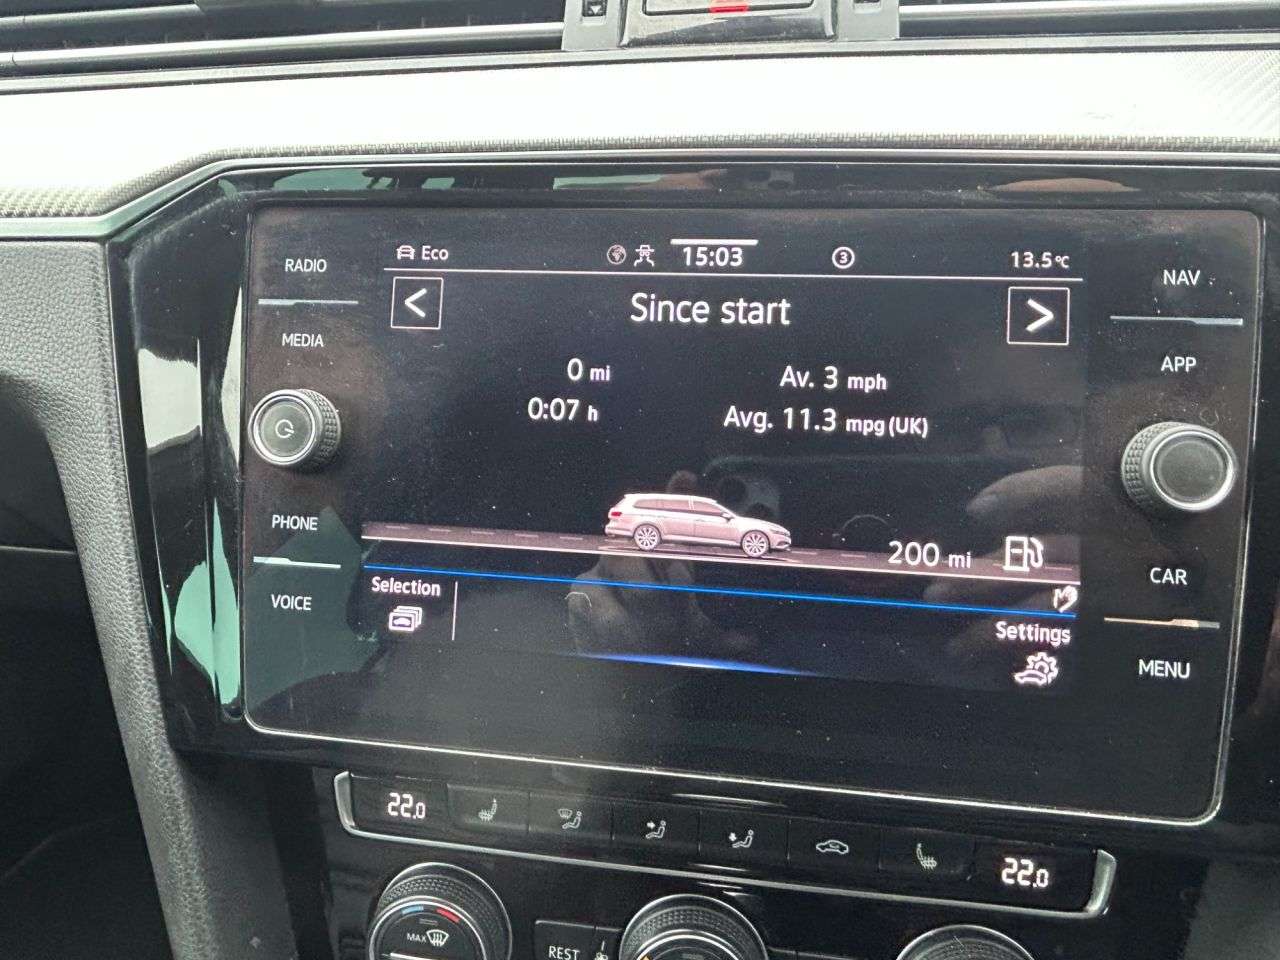 RADIO
MEDIA
PHONE
VOICE
Eco
15:03
3
13.5°C
<
Since start
>
0 mi
Av. 3 mph
0:07 h
Avg. 11.3 mpg (UK)
200 mi
Selection
Settings
NAV
APP
CAR
MENU
22.0
22.0
MAX
REST